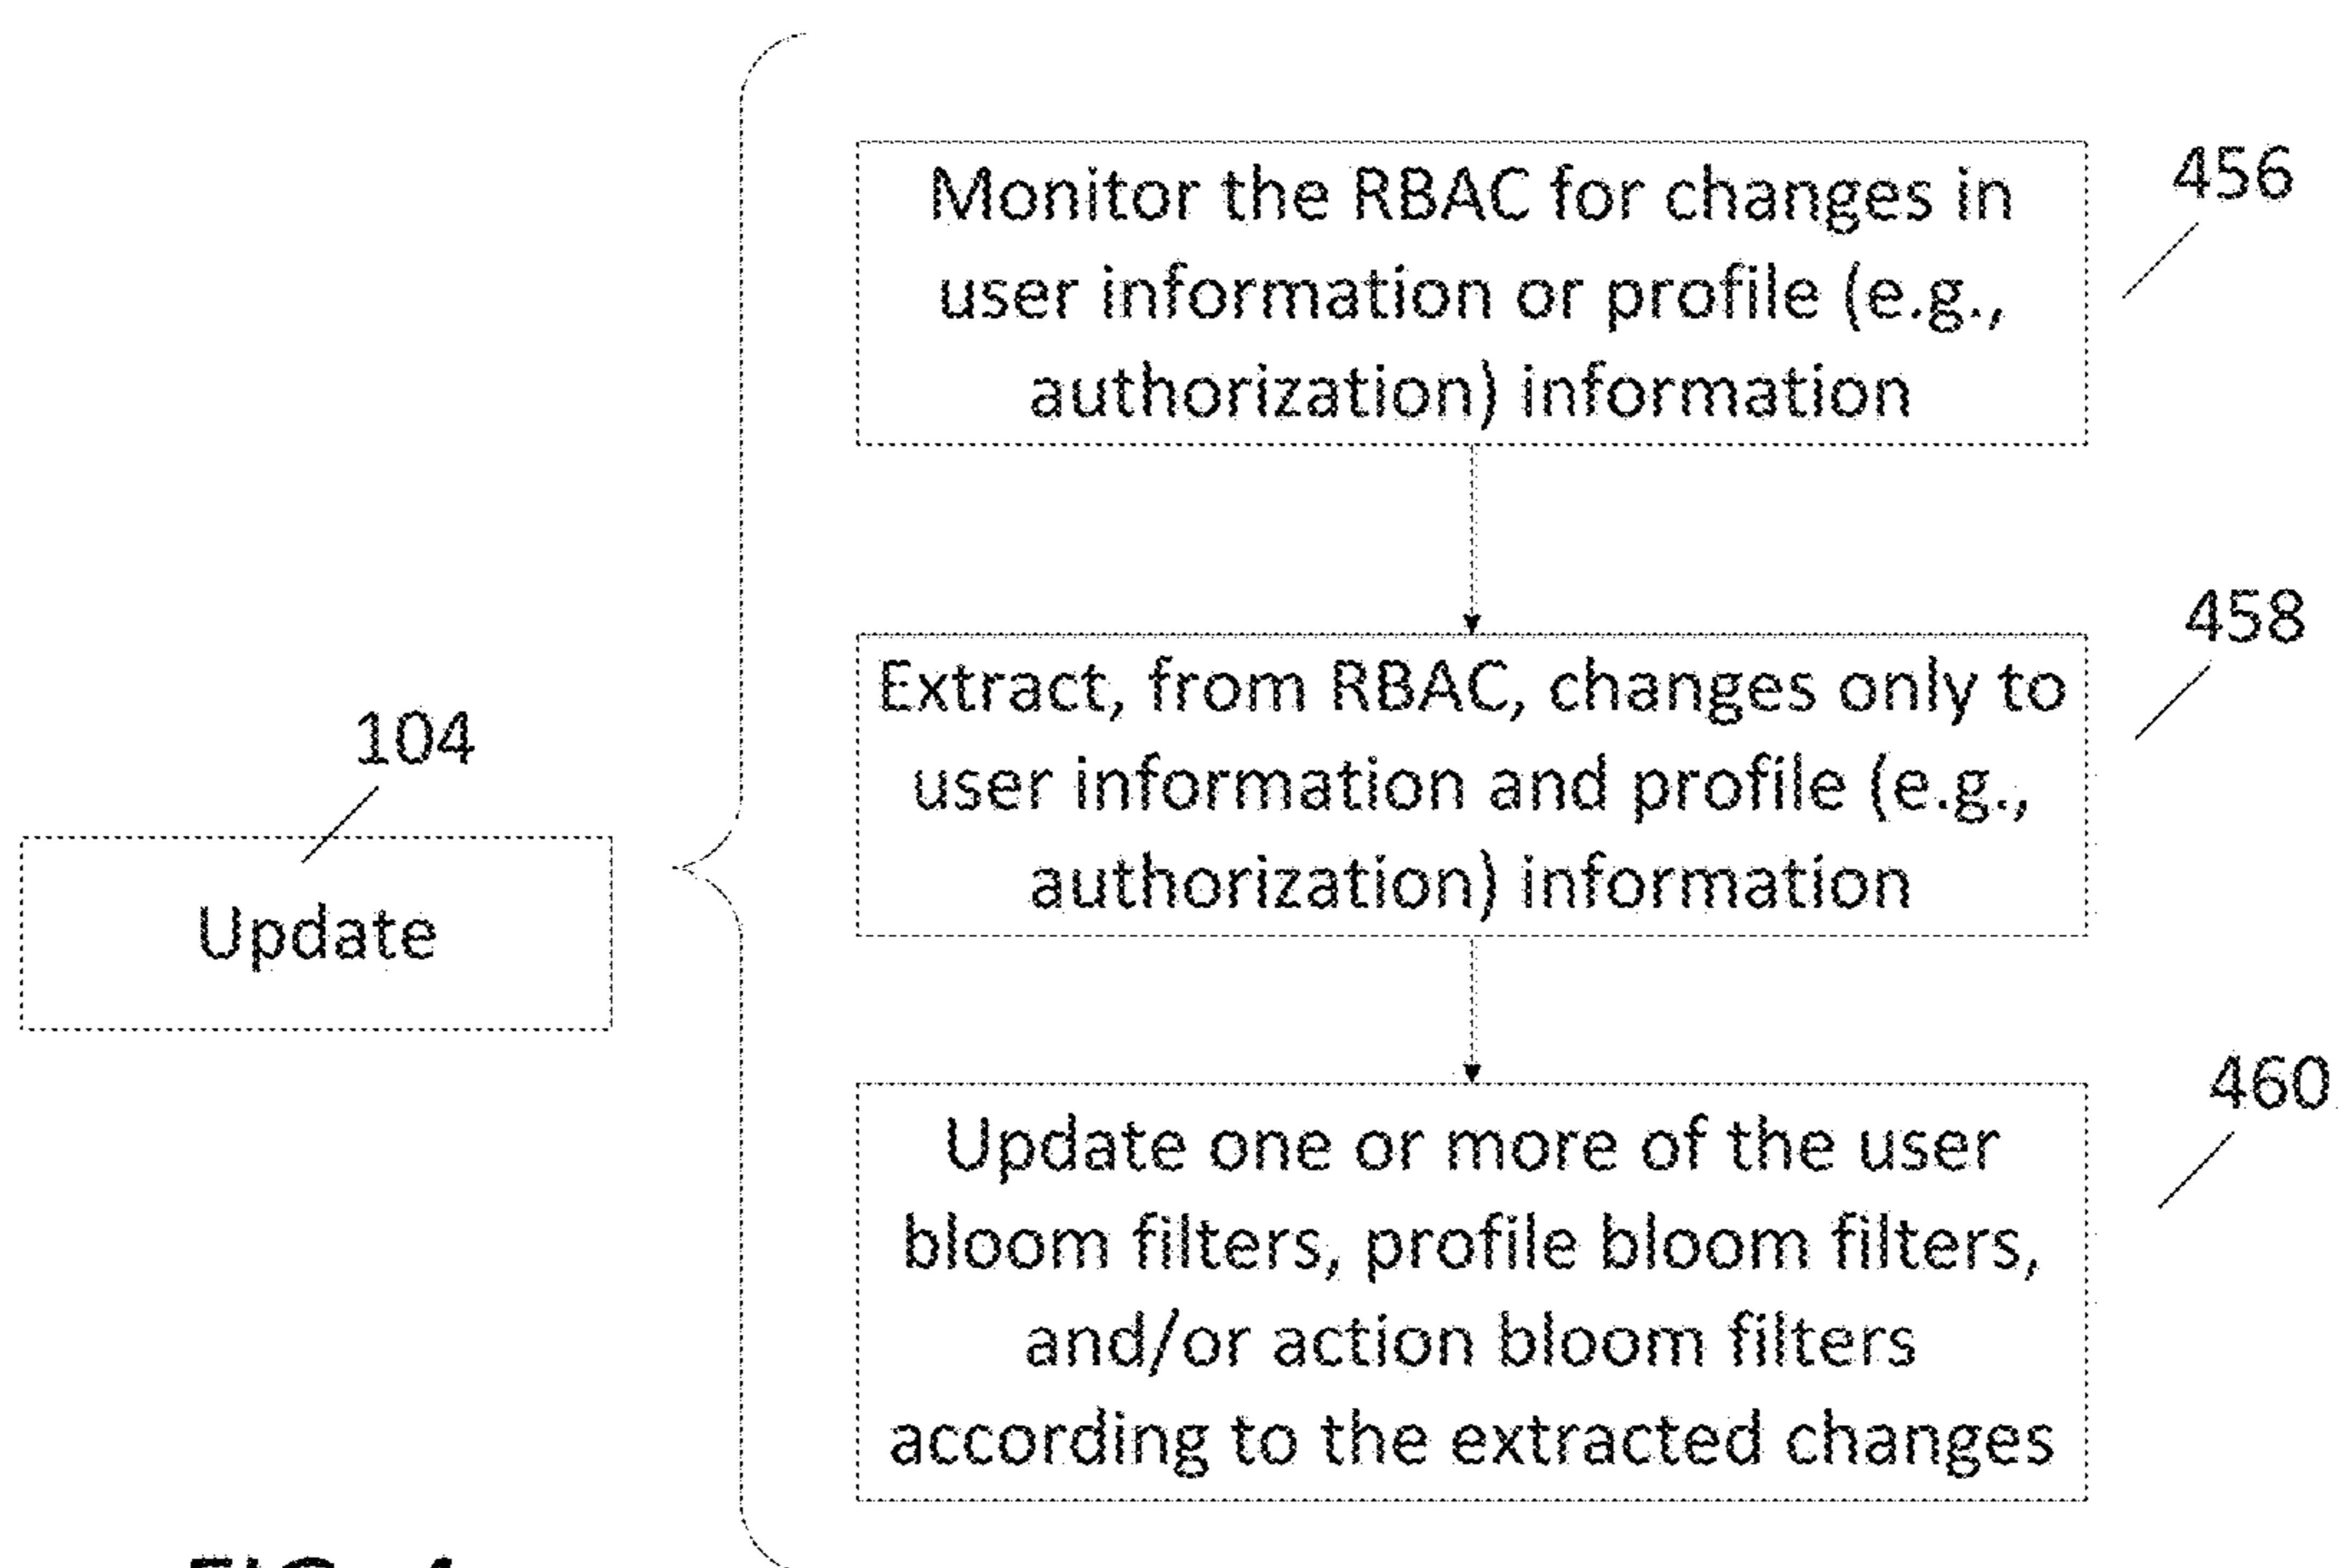 Monitor the RBAC for changes in
user information or profile (e.g.,
authorization) information
456
Extract, from RBAC, changes only to
user information and profile (e.g.,
authorization) information
458
104
Update
Update one or more of the user
bloom filters, profile bloom filters,
and/or action bloom filters
according to the extracted changes
460